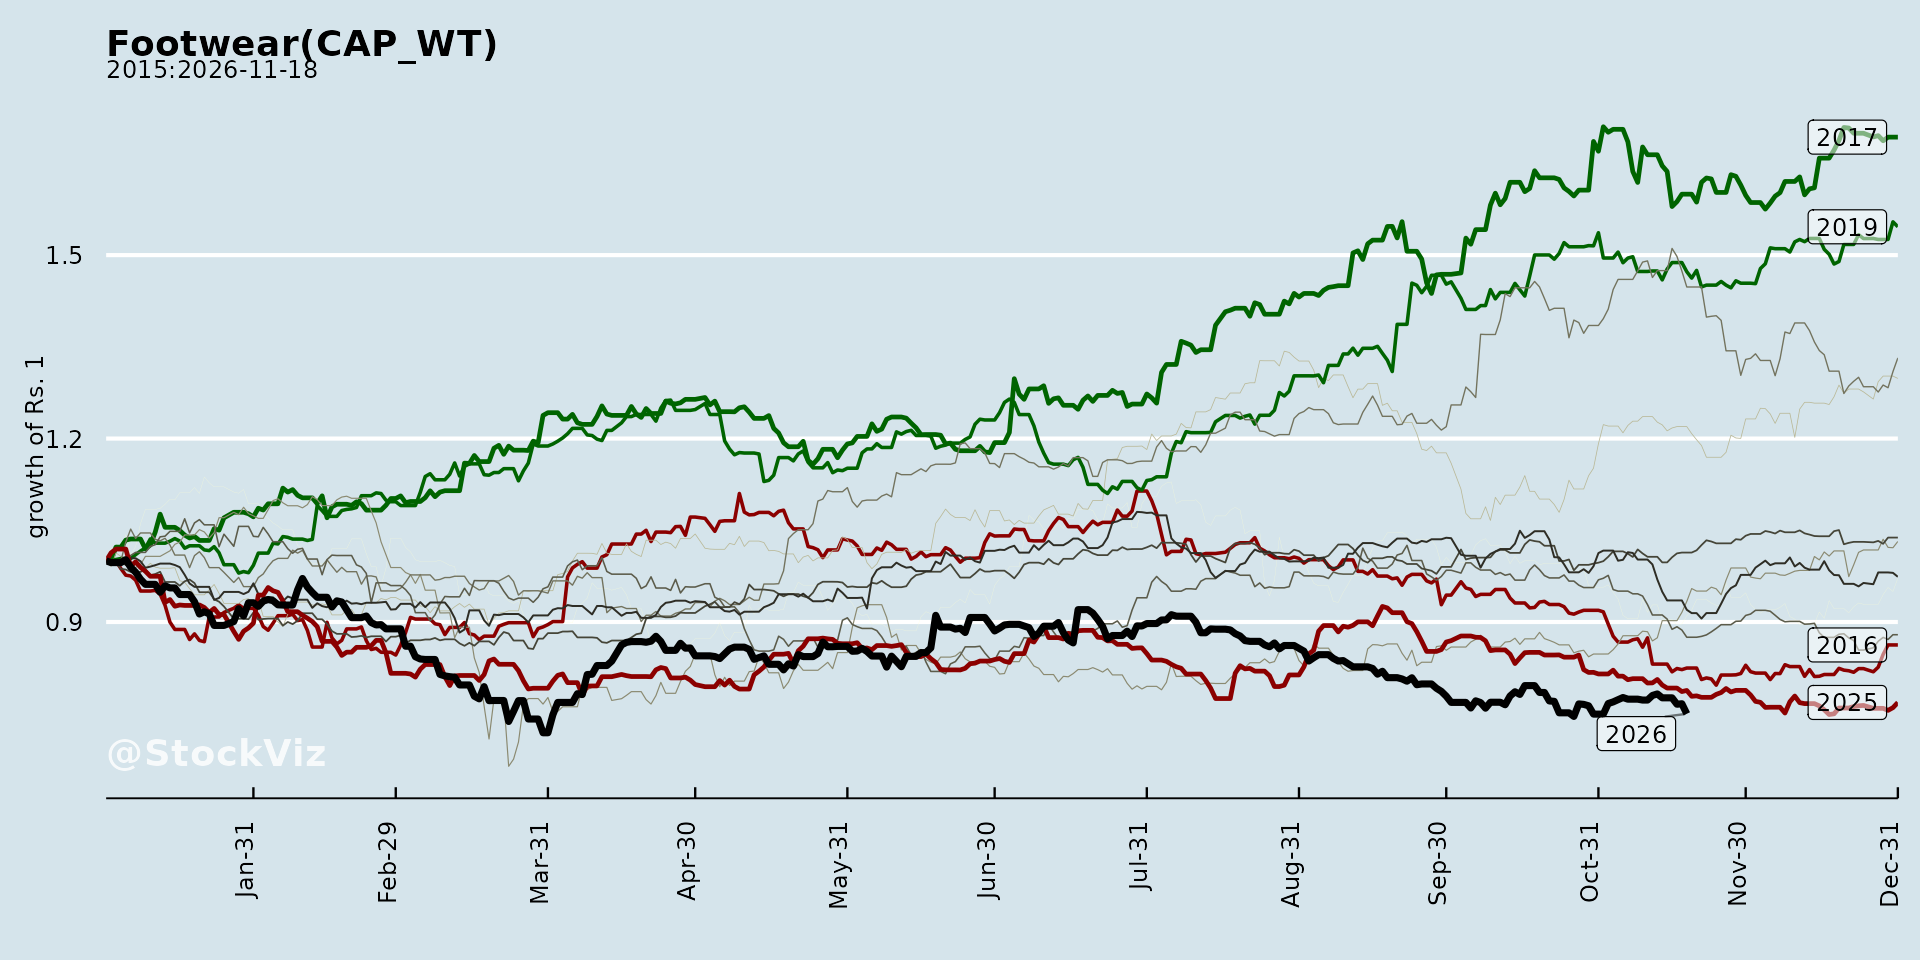 Footwear(CAP_WT)
2015:2026-11-18
growth of Rs. 1
1.5
1.2
0.9
2017
2019
2016
2025
2026
@StockViz
Jan-31
Feb-29
Mar-31
Apr-30
May-31
Jun-30
Jul-31
Aug-31
Sep-30
Oct-31
Nov-30
Dec-31